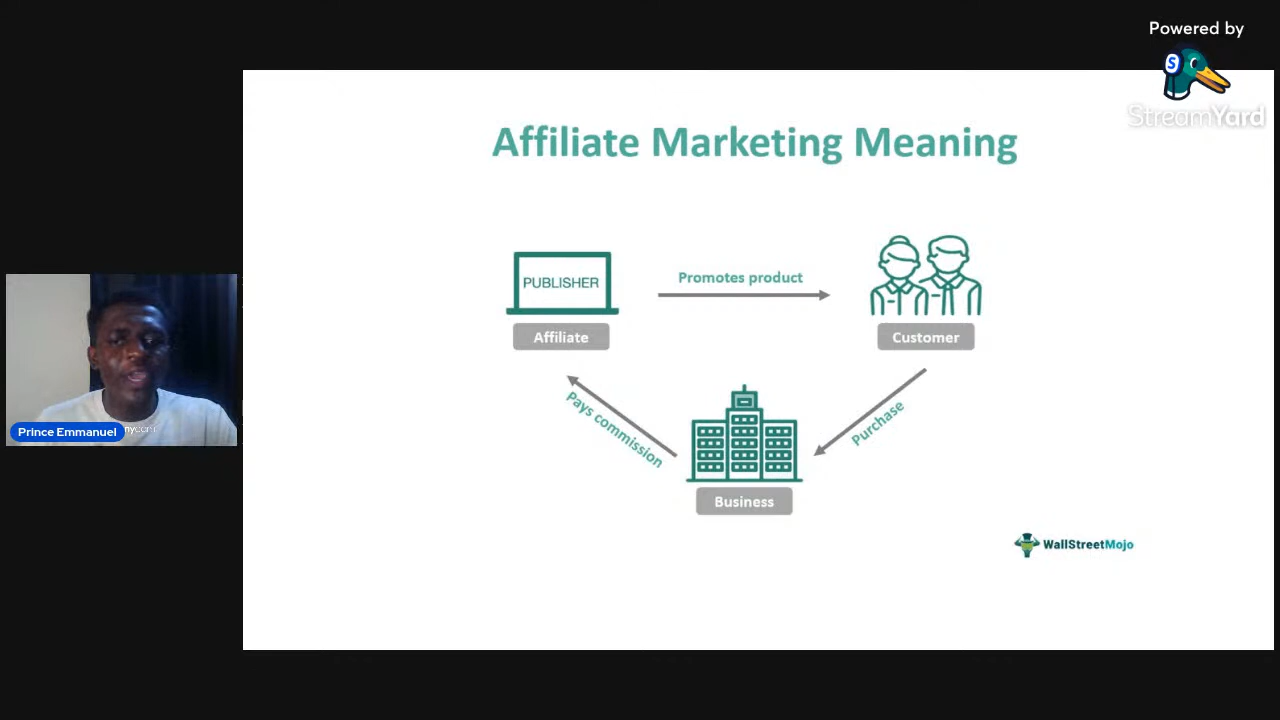 Powered by
StreamYard
Affiliate Marketing Meaning
PUBLISHER
Promotes product
Affiliate
Customer
Pays commission
Purchase
Prince Emmanuel
Business
WallStreetMojo